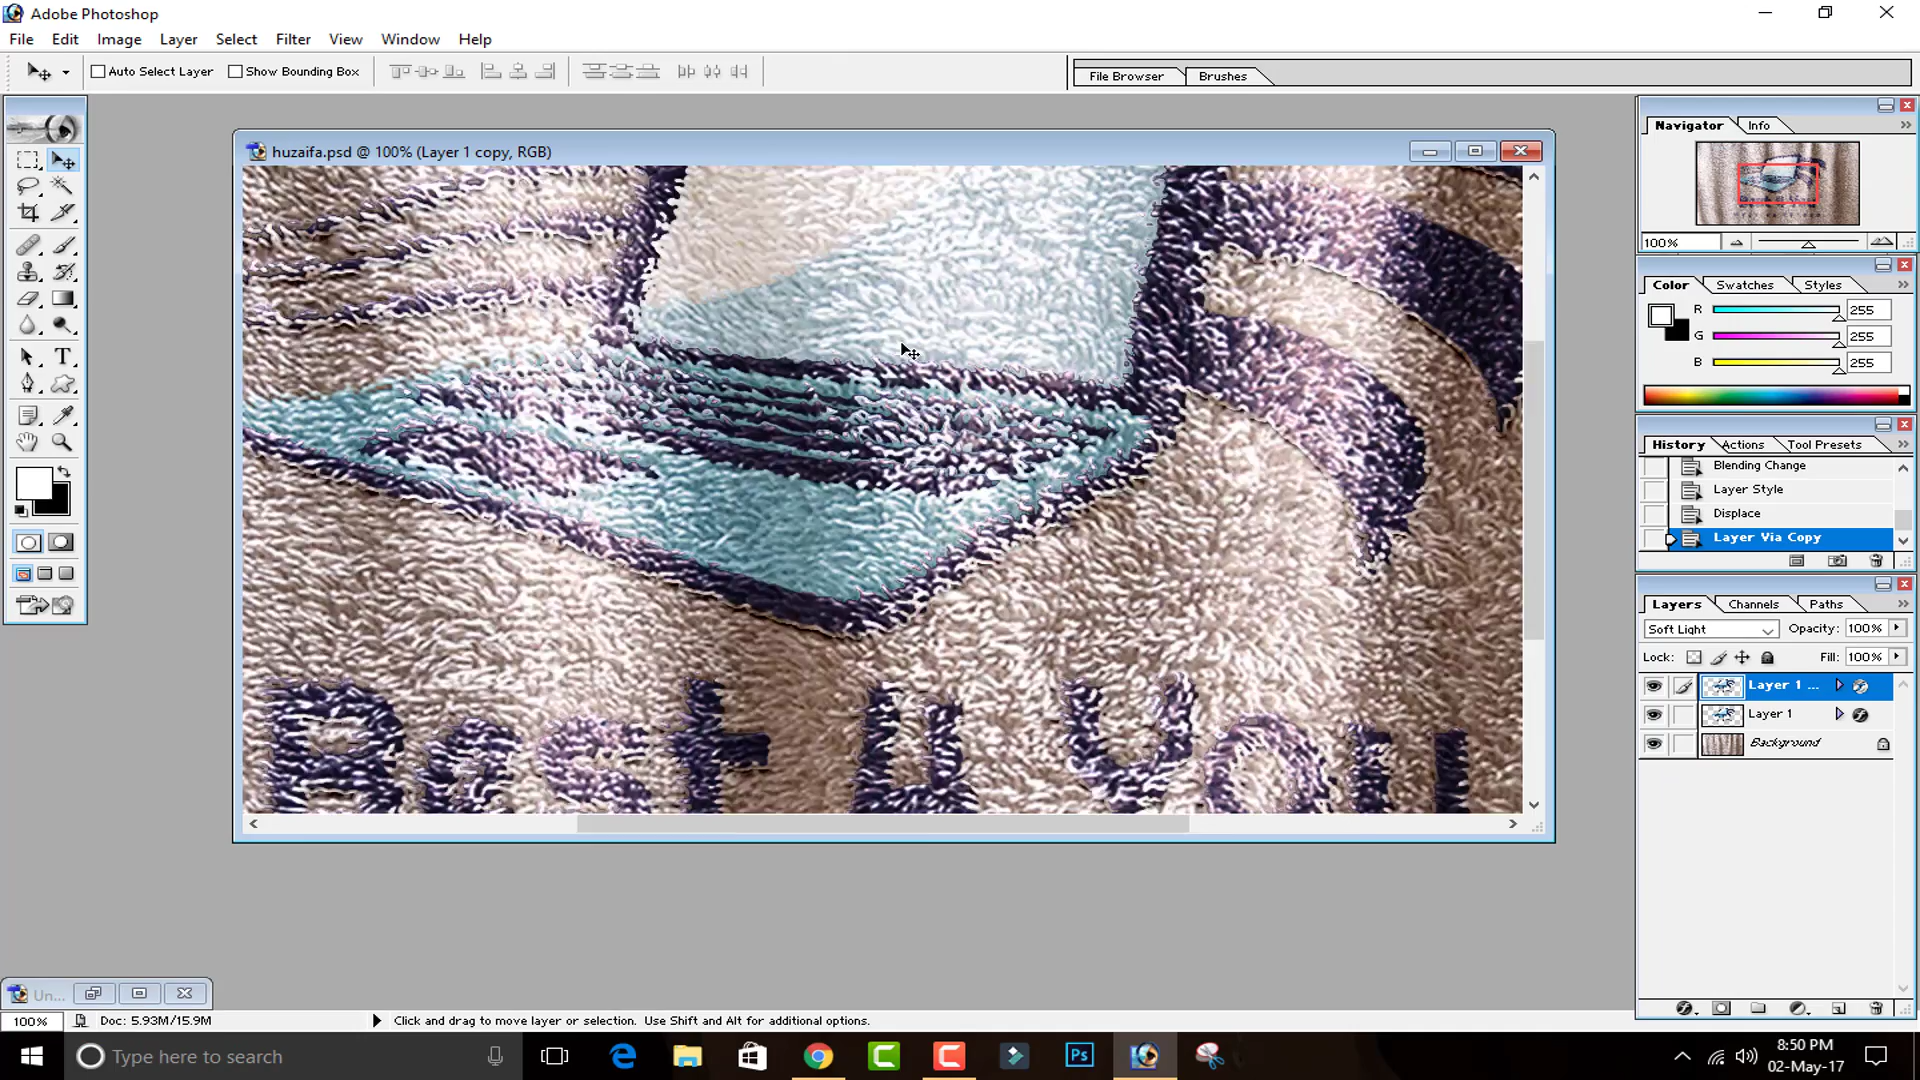 Adobe Photoshop
File Edit Image Layer Select Filter View Window Help
Auto Select Layer Show Bounding Box
File Browser Brushes
huzaifa.psd @ 100% (Layer 1 copy, RGB)
Best 4 You
Navigator Info
100%
Color Swatches Styles
R 255
G 255
B 255
History Actions Tool Presets
Blending Change
Layer Style
Displace
Layer Via Copy
Layers Channels Paths
Soft Light Opacity: 100%
Lock: Fill: 100%
Layer 1 ...
Layer 1
Background
Un...
100% Doc: 5.93M/15.9M Click and drag to move layer or selection. Use Shift and Alt for additional options.
Type here to search
8:50 PM
02-May-17